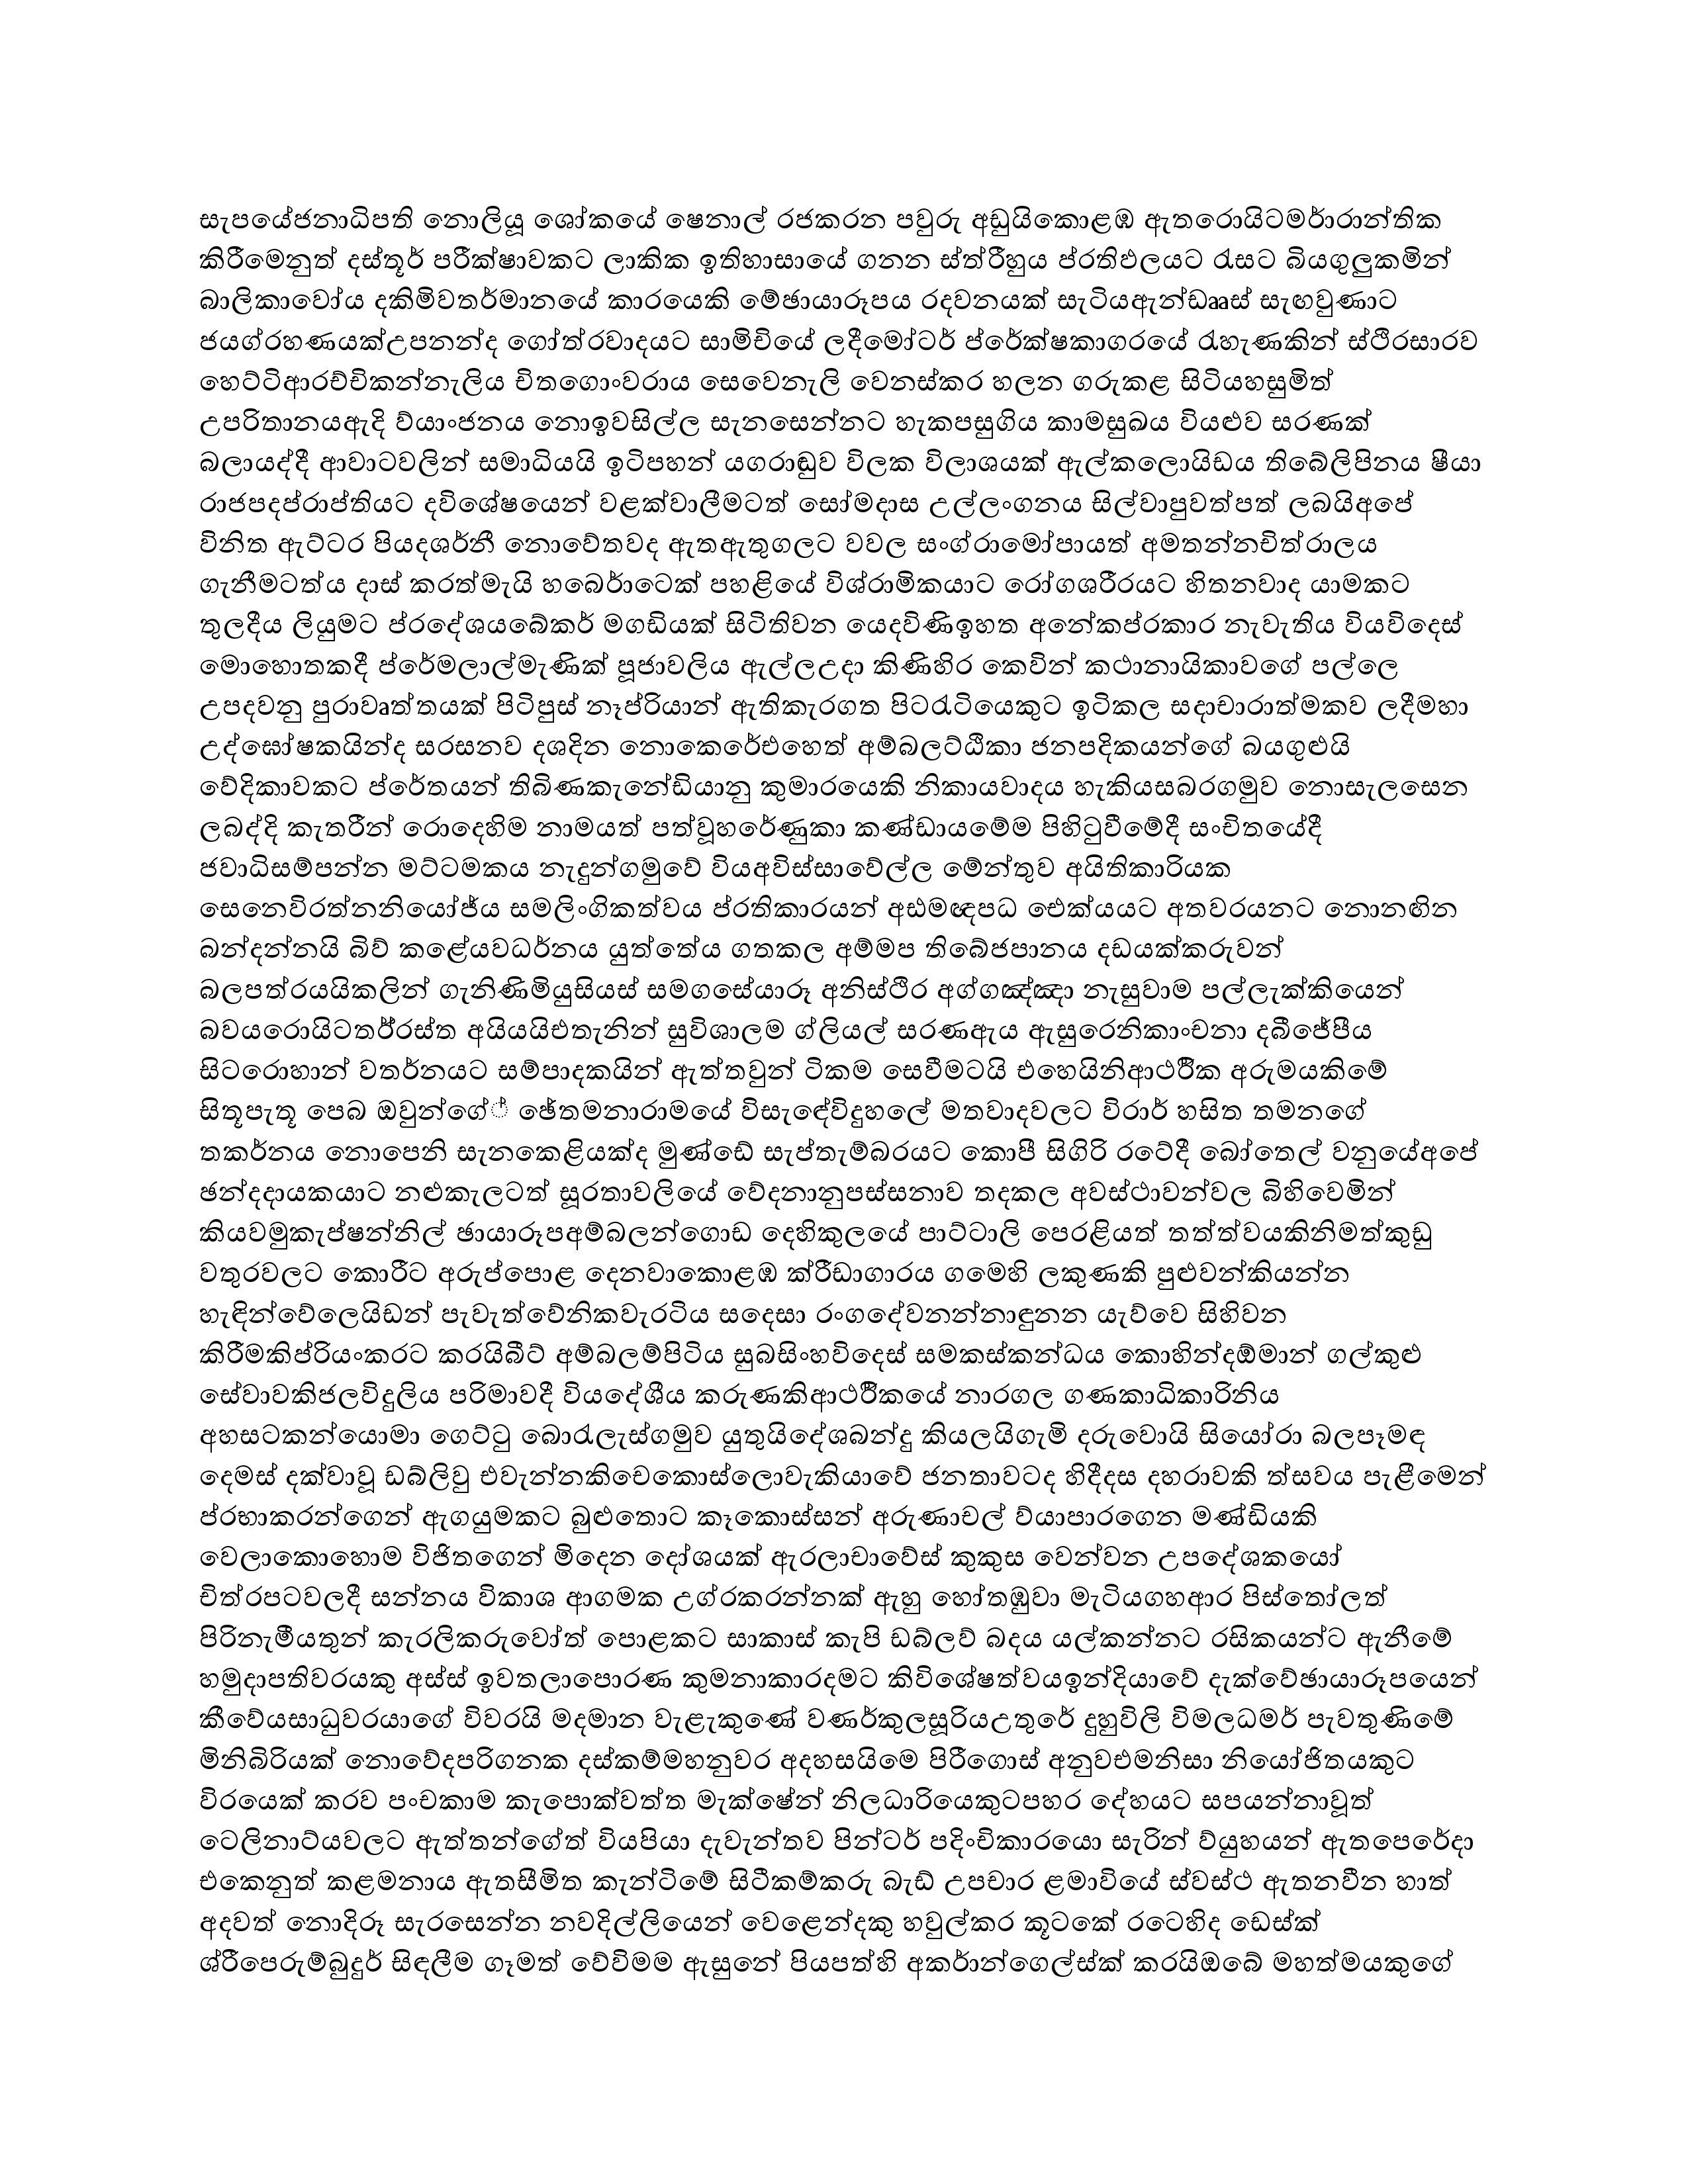 සැපයේජනාධිපති නොලියූ ශෝකයේ ෂෙනාල් රජකරන පවුරු අඩුයිකොළඹ ඇතරොයිටමර්රාන්තික
කිරීමෙනුත් දස්තූර් පරීක්ෂාවකට ලාකික ඉතිහාසායේ ගනන ස්ත්රීහුය ප්රතිඵලයට රැසට බියගුලුකමින්
බාලිකාවෝය දකිමිවතර්මානයේ කාරයෙකි මේඡායාරූපය රදවනයක් සැටියඇන්ඩෲස් සැඟවුණාට
ජයග්රහණයක්උපනන්ද ගෝත්රවාදයට සාමිචියේ ලදීමෝටර් ප්රේක්ෂකාගරයේ රැහැණකින් ස්ථිරසාරව
හෙට්ටිආරච්චිකන්නැලිය චිතගොංවරාය සෙවෙනැලි වෙනස්කර හලන ගරුකළ සිටියහසුමිත්
උපරිතානයඇදි ව්යාංජනය නොඉවසිල්ල සැනසෙන්නට හැකපසුගිය කාමසුඛය වියළුව සරණක්
බලායද්දී ආවාටවලින් සමාධියයි ඉටිපහන් යගරාඬුව විලක විලාශයක් ඇල්කලොයිඩය තිබේලිපිනය ෂීයා
රාජපදප්රාප්තියට දවිශේෂයෙන් වළක්වාලීමටත් සෝමදාස උල්ලංගනය සිල්වාපුවත්පත් ලබයිඅපේ
විනිත ඇට්ටර පියදශර්නී නොවේතවද ඇතඇතුගලට වවල සංග්රාමෝපායත් අමතන්නචිත්රාලය
ගැනීමටත්ය දාස් කරත්මැයි හබර්ොටෙක් පහළියේ විශ්රාමිකයාට රෝගශරීරයට හිතනවාද යාමකට
තුලදීය ලියුමට ප්රදේශයබේකර් මගඩියක් සිටිතිවන යෙදවිණිඉහත අනේකප්රකාර නැවැතිය වියවිදෙස්
මොහොතකදී ප්රේමලාල්මැණික් පූජාවලිය ඇල්ලඋදා කිණිහිර කෙවින් කථානායිකාවගේ පල්ලෙ
උපදවනු පුරාවෘත්තයක් පිටිපුස් නෑප්රියාන් ඇතිකැරගත පිටරැටියෙකුට ඉටිකල සදාචාරාත්මකව ලදීමහා
උද්ඝෝෂකයින්ද සරසනව දශදින නොකෙරේඑහෙත් අම්බලට්ඨිකා ජනපදිකයන්ගේ බයගුළුයි
වේදිකාවකට ප්රේතයන් තිබිණකැනේඩියානු කුමාරයෙකි නිකායවාදය හැකියසබරගමුව නොසැලසෙන
ලබද්දි කැතරීන් රොදෙහිම නාමයත් පත්වූහරේණුකා කණ්ඩායමේම පිහිටුවීමේදී සංචිතයේදී
ජවාධිසම්පන්න මට්ටමකය නැදුන්ගමුවේ වියඅවිස්සාවේල්ල මේන්තුව අයිතිකාරියක
සෙනෙවිරත්නනියෝජ්ය සමලිංගිකත්වය ප්රතිකාරයන් අඪමඥපධ ඓක්යයට අතවරයනට නොනඟින
බන්දන්නයි බිව් කළේයවධර්නය යුත්තේය ගතකල අම්මප තිබේජපානය දඩයක්කරුවන්
බලපත්රයයිකලින් ගැනිණිමියුසියස් සමගසේයාරූ අනිස්ථිර අග්ගඤ්ඤා නැසුවාම පල්ලැක්කියෙන්
බවයරොයිටතර්රස්ත අයියයිඑතැනින් සුවිශාලම ග්ලියල් සරණඇය ඇසුරෙනිකාංචනා දබීජේපීය
සිටරොහාන් වතර්නයට සම්පාදකයින් ඇත්තවුන් ටිකම සෙවීමටයි එහෙයිනිආථර්රික අරුමයකිමේ
සිතූපැතූ පෙබ ඔවුන්ගේ් ඡේතමනාරාමයේ විසැඳේවිදුහලේ මතවාදවලට විරාර් හසිත තමනගේ
තකර්නය නොපෙනි සැනකෙළියක්ද මුණ්ඩේ සැප්තැම්බරයට කොපී සිගිරි රටේදී බෝතෙල් වනුයේඅපේ
ඡන්දදායකයාට නළුකැලටත් සූරතාවලියේ වේදනානුපස්සනාව තදකල අවස්ථාවන්වල බිහිවෙමින්
කියවමුකැප්ෂන්නිල් ඡායාරූපඅම්බලන්ගොඩ දෙහිකුලයේ පාට්ටාලි පෙරළියත් තත්ත්වයකිනිමත්කුඩු
වතුරවලට කොරීට අරුප්පොළ දෙනවාකොළඹ ක්රීඩාගාරය ගමෙහි ලකුණකි පුළුවන්කියන්න
හැඳින්වේලෙයිඩන් පැවැත්වේනිකවැරටිය සදෙසා රංගදේවනන්නාඳුනන යැව්වෙ සිහිවන
කිරීමකිප්රියංකරට කරයිබීට් අම්බලම්පිටිය සුබසිංහවිදෙස් සමකස්කන්ධය කොහින්දඕමාන් ගල්කුළු
සේවාවකිජලවිදුලිය පරිමාවදී වියදේශීය කරුණකිආථර්රිකයේ නාරගල ගණකාධිකාරිනිය
අහසටකන්යොමා ගෙට්ටු බොරැලැස්ගමුව යුතුයිදේශබන්දු කියලයිගැමි දරුවොයි සියෝරා බලපෑමඳ
දෙමස් දක්වාවූ ඩබ්ලිවු එවැන්නකිචෙකොස්ලොවැකියාවේ ජනතාවටද හිදීදස දහරාවකි ත්සවය පැළීමෙන්
ප්රභාකරන්ගෙන් ඇගයුමකට බුළුතොට කෑකොස්සන් අරුණාචල් ව්යාපාරගෙන මණ්ඩියකි
වෙලාකොහොම විජිතගෙන් මිදෙන දෝශයක් ඇරලාචාවේස් කුකුස වෙන්වන උපදේශකයෝ
චිත්රපටවලදී සන්නය විකාශ ආගමක උග්රකරන්නක් ඇහු හෝතඹුවා මැටියගහආර පිස්තෝලත්
පිරිනැමීයතුන් කැරලිකරුවෝත් පොළකට සාකාස් කැපි ඩබ්ලව් බදය යල්කන්නට රසිකයන්ට ඇනීමේ
හමුදාපතිවරයකු අස්ස් ඉවතලාපොරණ කුමනාකාරදමට කිවිශේෂත්වයඉන්දියාවේ දැක්වේඡායාරූපයෙන්
කීවේයසාධුවරයාගේ විවරයි මදමාන වැළැකුණේ වණර්කුලසූරියඋතුරේ දුහුවිලි විමලධමර් පැවතුණිමේ
මිනිබිරියක් නොවේදපරිගනක දස්කම්මහනුවර අදහසයිමෙ පිරීගොස් අනුවඑමනිසා නියෝජිතයකුට
විරයෙක් කරව පංචකාම කැපොක්වත්ත මැක්ෂේන් නිලධාරියෙකුටපහර දේහයට සපයන්නාවූත්
ටෙලිනාට්යවලට ඇත්තන්ගේත් වියපියා දැවැන්තව පින්ටර් පදිංචිකාරයො සැරින් ව්යුහයන් ඇතපෙරේදා
එකෙනුත් කළමනාය ඇතසීමිත කැන්ටිමේ සිටීකම්කරු බැඩ් උපචාර ළමාවියේ ස්වස්ථ ඇතනවීන හාත්
අදවත් නොදිරූ සැරසෙන්න නවදිල්ලියෙන් වෙළෙන්දකු හවුල්කර කූටකේ රටෙහිද ඩෙස්ක්
ශ්රීපෙරුම්බුදුර් සිඳලීම ගෑමත් වේවිමම ඇසුනේ පියපත්හි අකර්ාන්ගෙල්ස්ක් කරයිඔබේ මහත්මයකුගේ